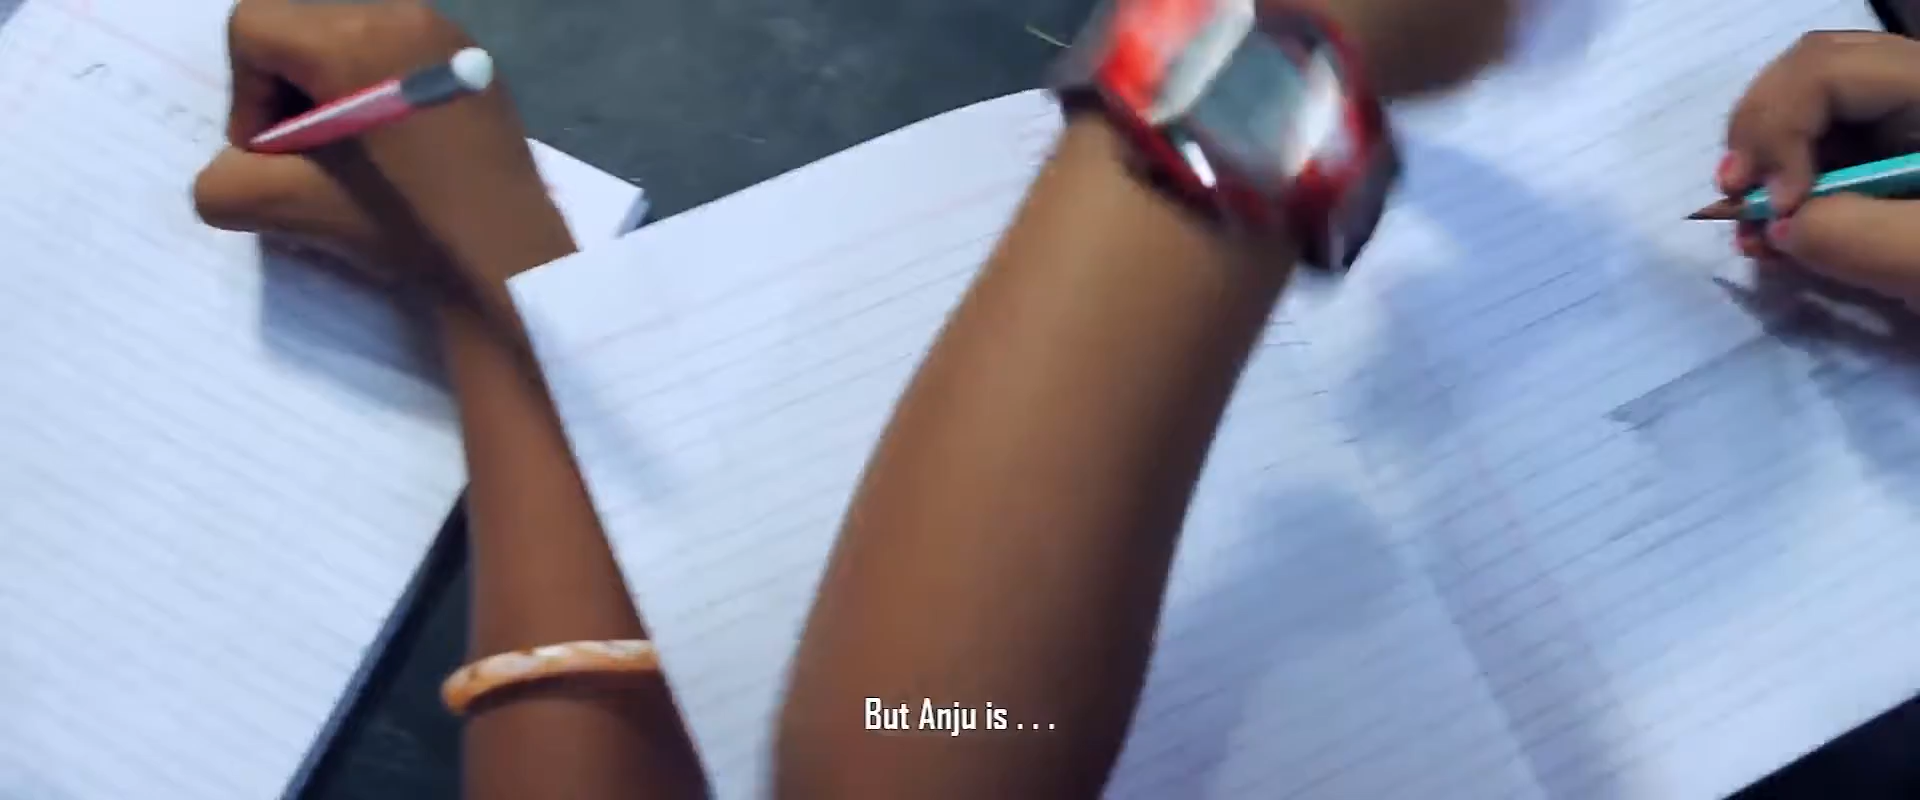 But Anju is . . .